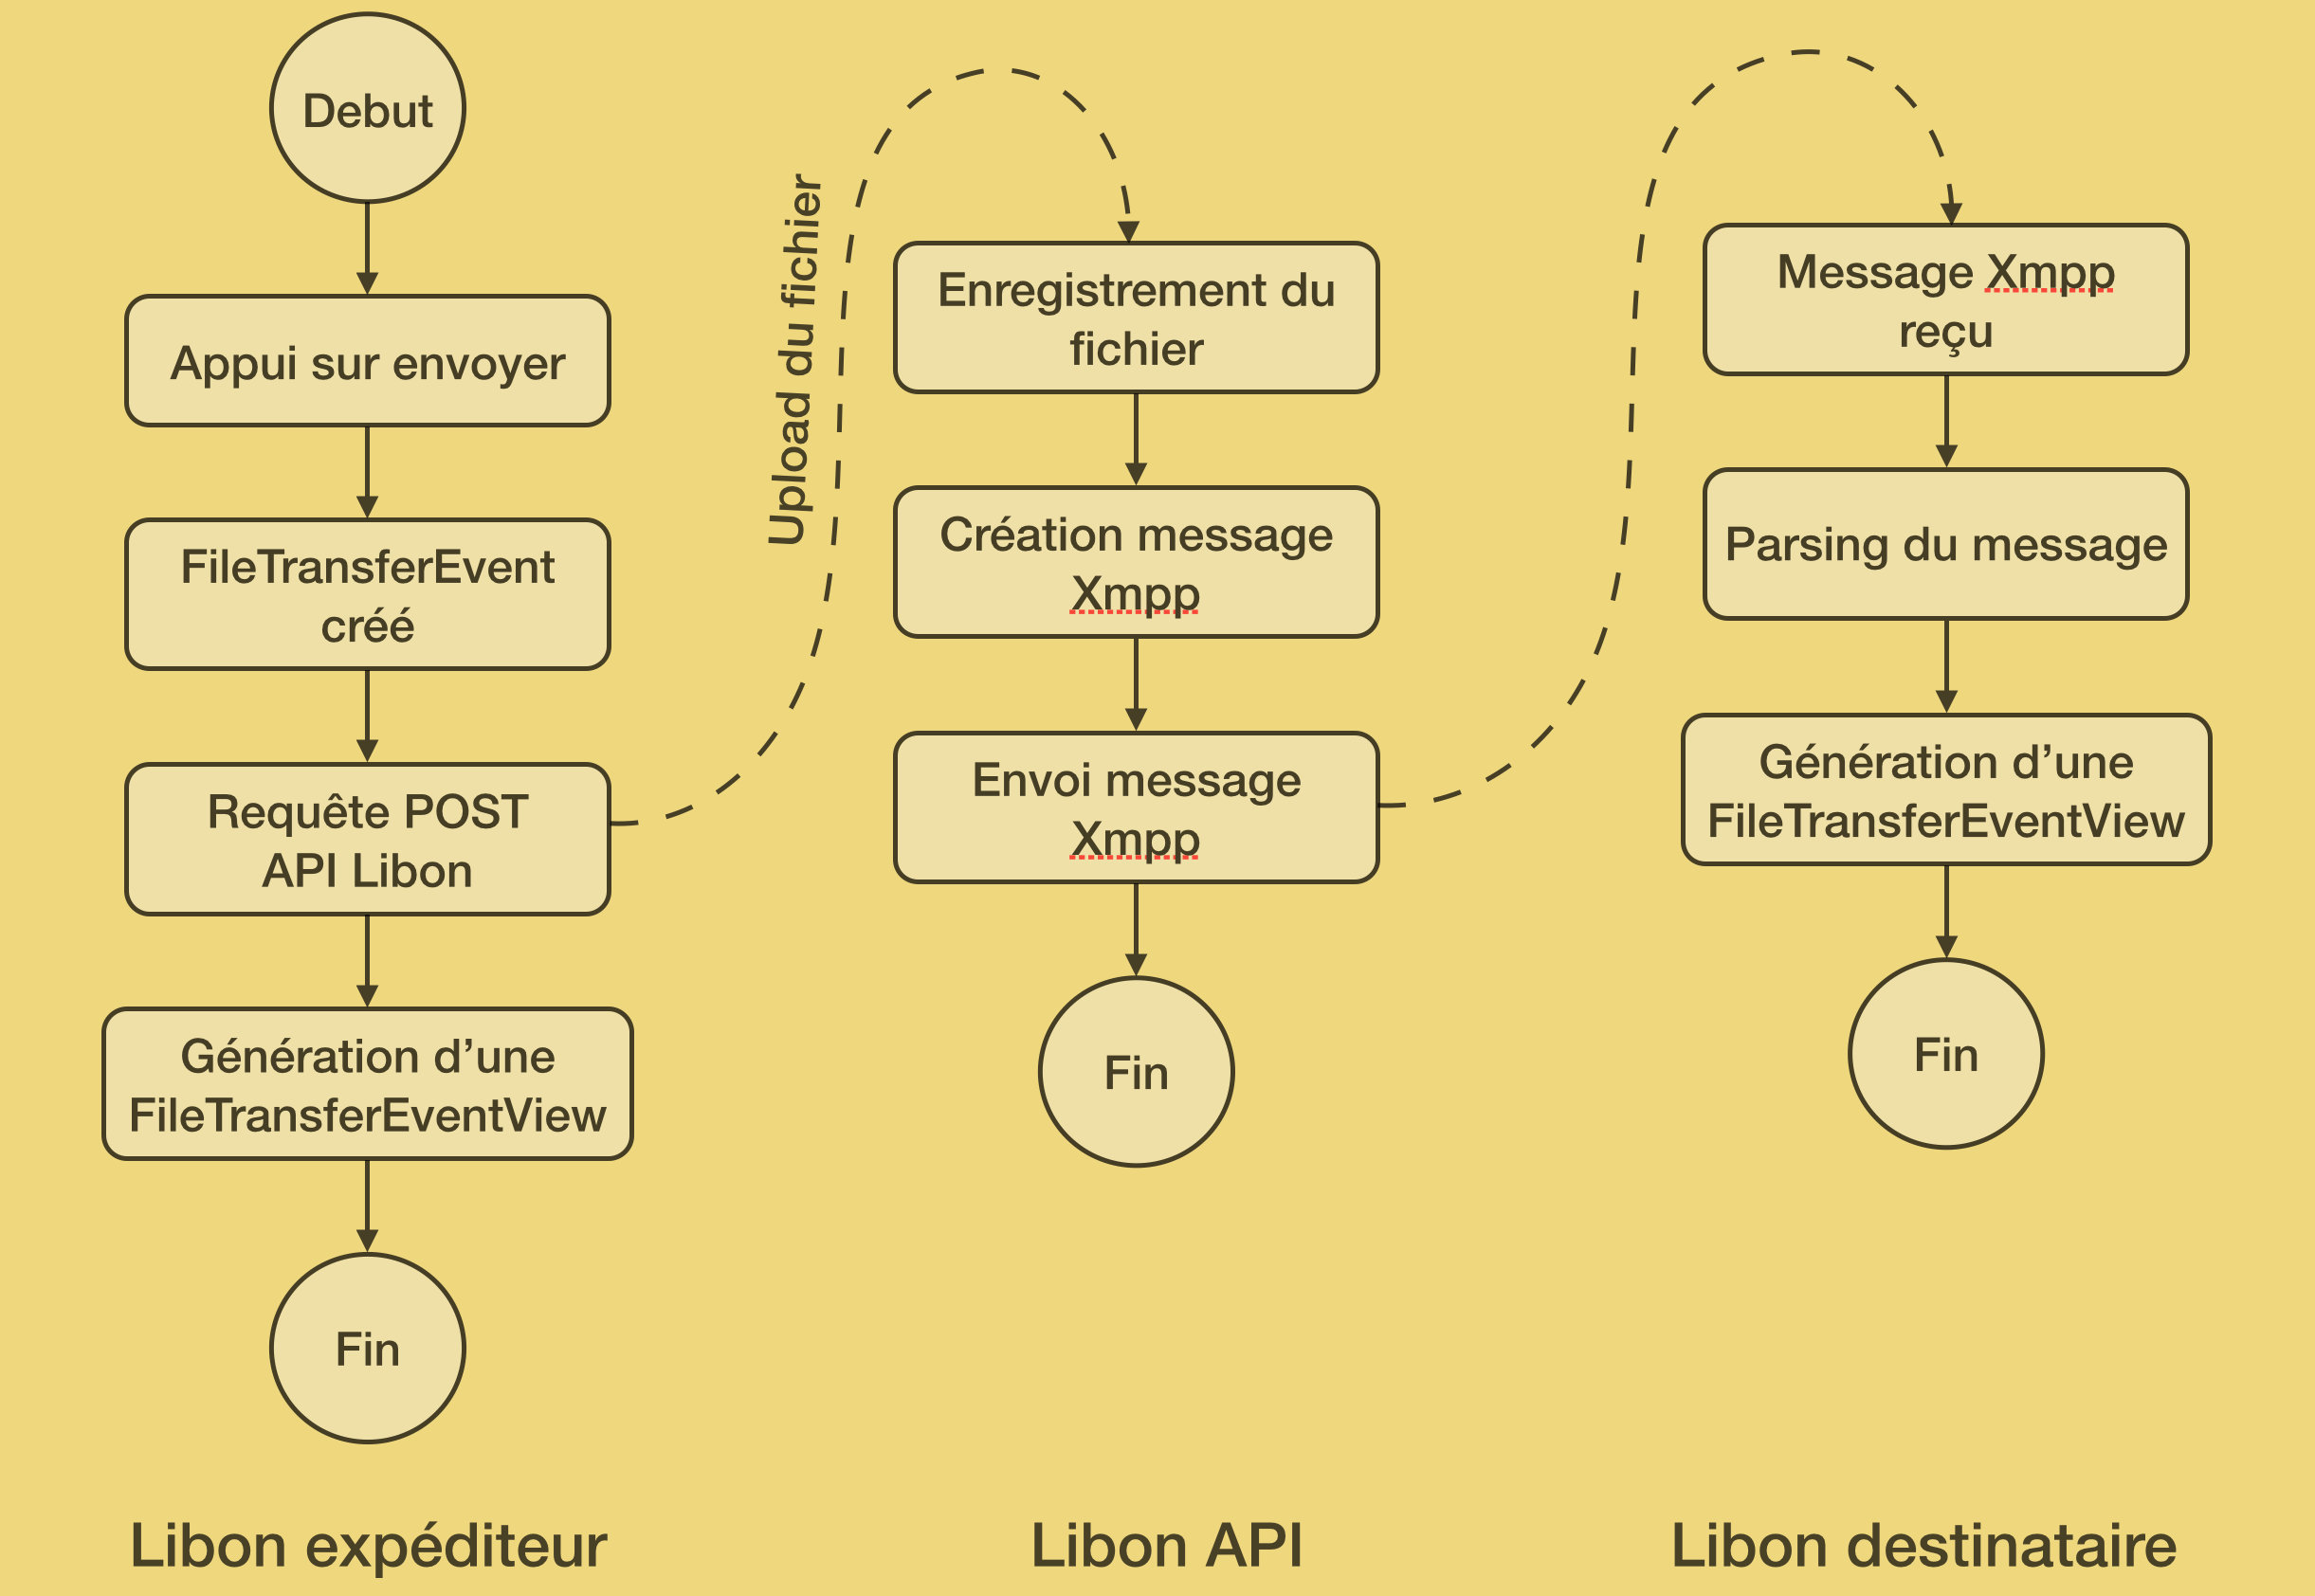 Debut
Appui sur envoyer
FileTransferEvent
créé
Requête POST
API Libon
Génération d’une
FileTransferEventView
Fin
Libon expéditeur
Upload du fichier
Enregistrement du
fichier
Création message
Xmpp
Envoi message
Xmpp
Fin
Libon API
Message Xmpp
reçu
Parsing du message
Génération d’une
FileTransferEventView
Fin
Libon destinataire